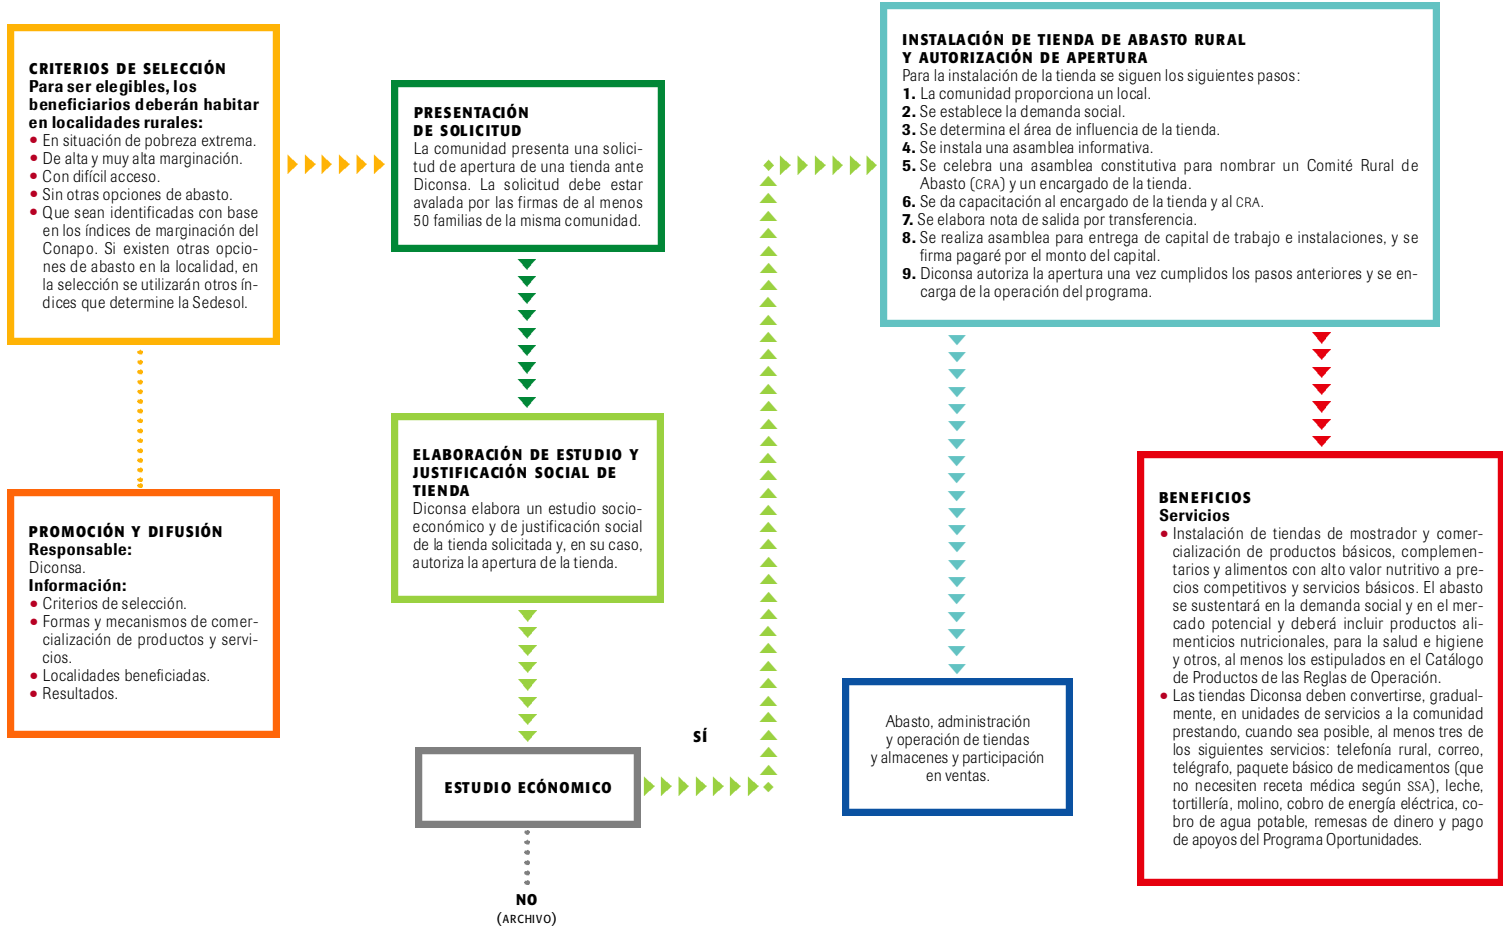 CRITERIOS DE SELECCIÓN
Para ser elegibles, los
beneficiarios deberán habitar
en localidades rurales:
• En situación de pobreza extrema.
• De alta y muy alta marginación.
• Con difícil acceso.
• Sin otras opciones de abasto.
• Que sean identificadas con base
en los índices de marginación del
Conapo. Si existen otras opcio-
nes de abasto en la localidad, en
la selección se utilizarán otros ín-
dices que determine la Sedesol.
PROMOCIÓN Y DIFUSIÓN
Responsable:
Diconsa.
Información:
• Criterios de selección.
• Formas y mecanismos de comer-
cialización de productos y servi-
cios.
• Localidades beneficiadas.
• Resultados.
PRESENTACIÓN
DE SOLICITUD
La comunidad presenta una solici-
tud de apertura de una tienda ante
Diconsa. La solicitud debe estar
avalada por las firmas de al menos
50 familias de la misma comunidad.
ELABORACIÓN DE ESTUDIO Y
JUSTIFICACIÓN SOCIAL DE
TIENDA
Diconsa elabora un estudio socio-
económico y de justificación social
de la tienda solicitada y, en su caso,
autoriza la apertura de la tienda.
ESTUDIO ECÓNOMICO
NO
(ARCHIVO)
SÍ
INSTALACIÓN DE TIENDA DE ABASTO RURAL
Y AUTORIZACIÓN DE APERTURA
Para la instalación de la tienda se siguen los siguientes pasos:
1. La comunidad proporciona un local.
2. Se establece la demanda social.
3. Se determina el área de influencia de la tienda.
4. Se instala una asamblea informativa.
5. Se celebra una asamblea constitutiva para nombrar un Comité Rural de
Abasto (CRA) y un encargado de la tienda.
6. Se da capacitación al encargado de la tienda y al CRA.
7. Se elabora nota de salida por transferencia.
8. Se realiza asamblea para entrega de capital de trabajo e instalaciones, y se
firma pagaré por el monto del capital.
9. Diconsa autoriza la apertura una vez cumplidos los pasos anteriores y se en-
carga de la operación del programa.
Abasto, administración
y operación de tiendas
y almacenes y participación
en ventas.
BENEFICIOS
Servicios
• Instalación de tiendas de mostrador y comer-
cialización de productos básicos, complemen-
tarios y alimentos con alto valor nutritivo a pre-
cios competitivos y servicios básicos. El abasto
se sustentará en la demanda social y en el mer-
cado potencial y deberá incluir productos ali-
menticios nutricionales, para la salud e higiene
y otros, al menos los estipulados en el Catálogo
de Productos de las Reglas de Operación.
• Las tiendas Diconsa deben convertirse, gradual-
mente, en unidades de servicios a la comunidad
prestando, cuando sea posible, al menos tres de
los siguientes servicios: telefonía rural, correo,
telégrafo, paquete básico de medicamentos (que
no necesiten receta médica según SSA), leche,
tortillería, molino, cobro de energía eléctrica, co-
bro de agua potable, remesas de dinero y pago
de apoyos del Programa Oportunidades.